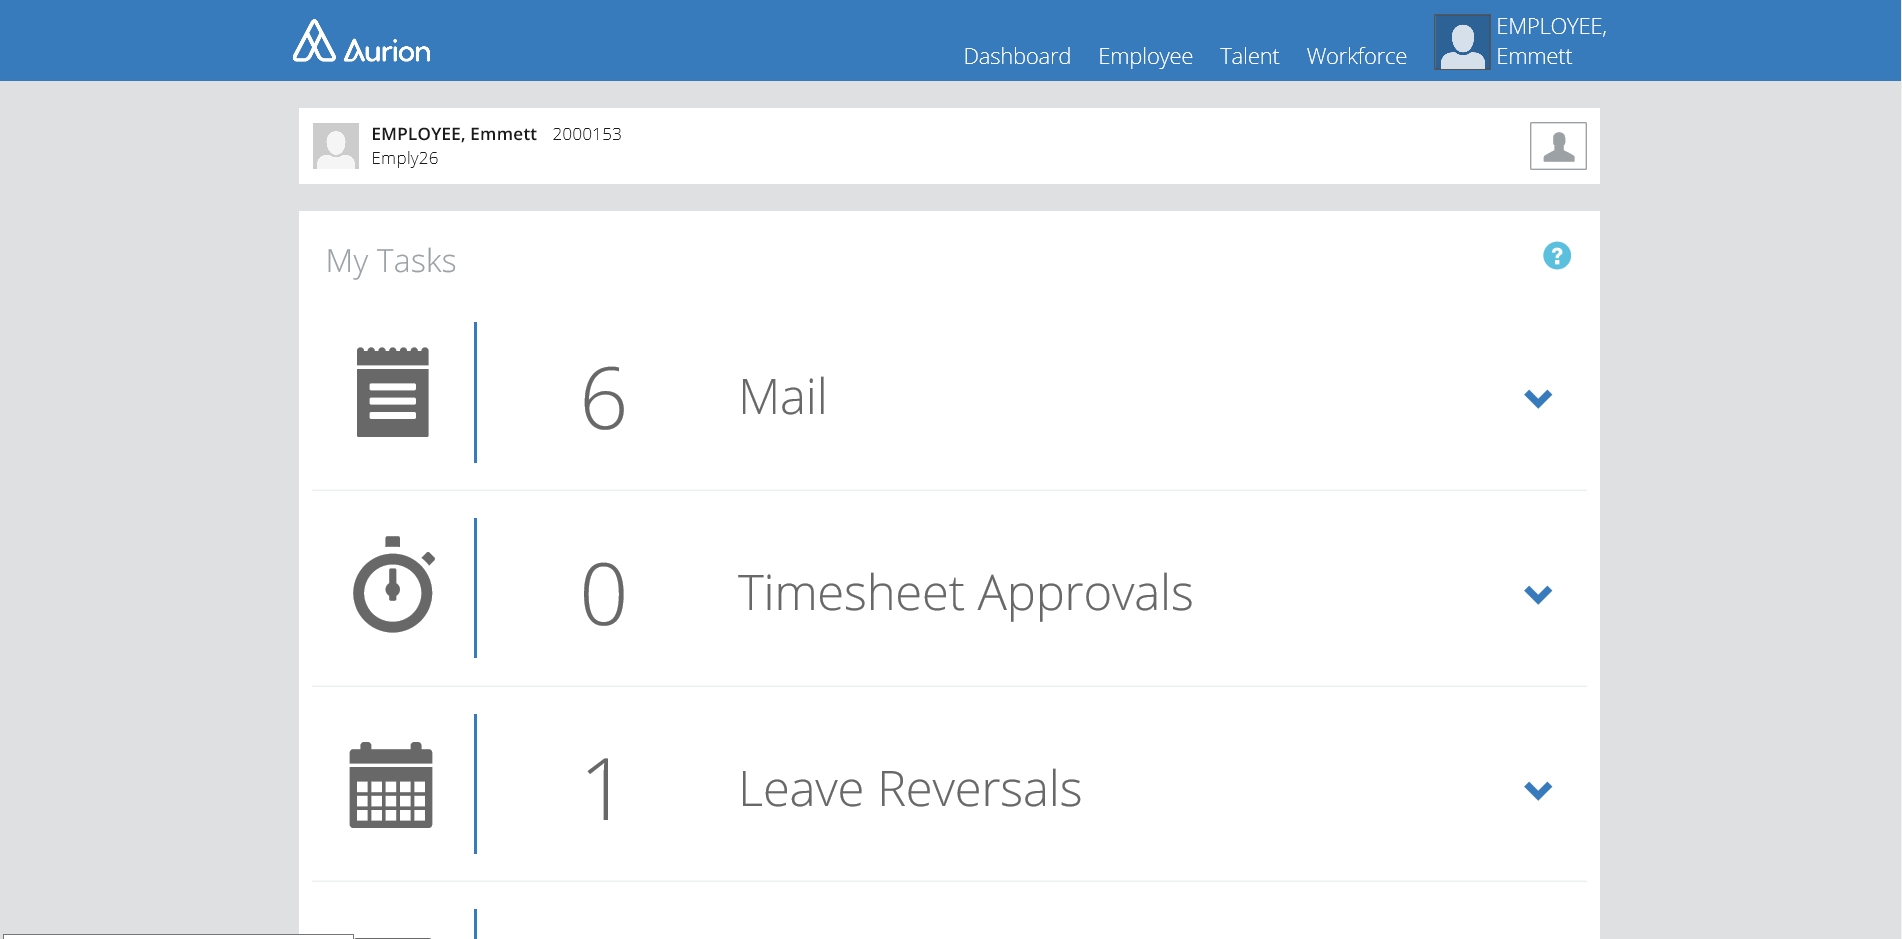 Aurion
Dashboard Employee Talent Workforce
EMPLOYEE,
Emmett
EMPLOYEE, Emmett 2000153
Emply26
My Tasks
?
6 Mail
0 Timesheet Approvals
1 Leave Reversals